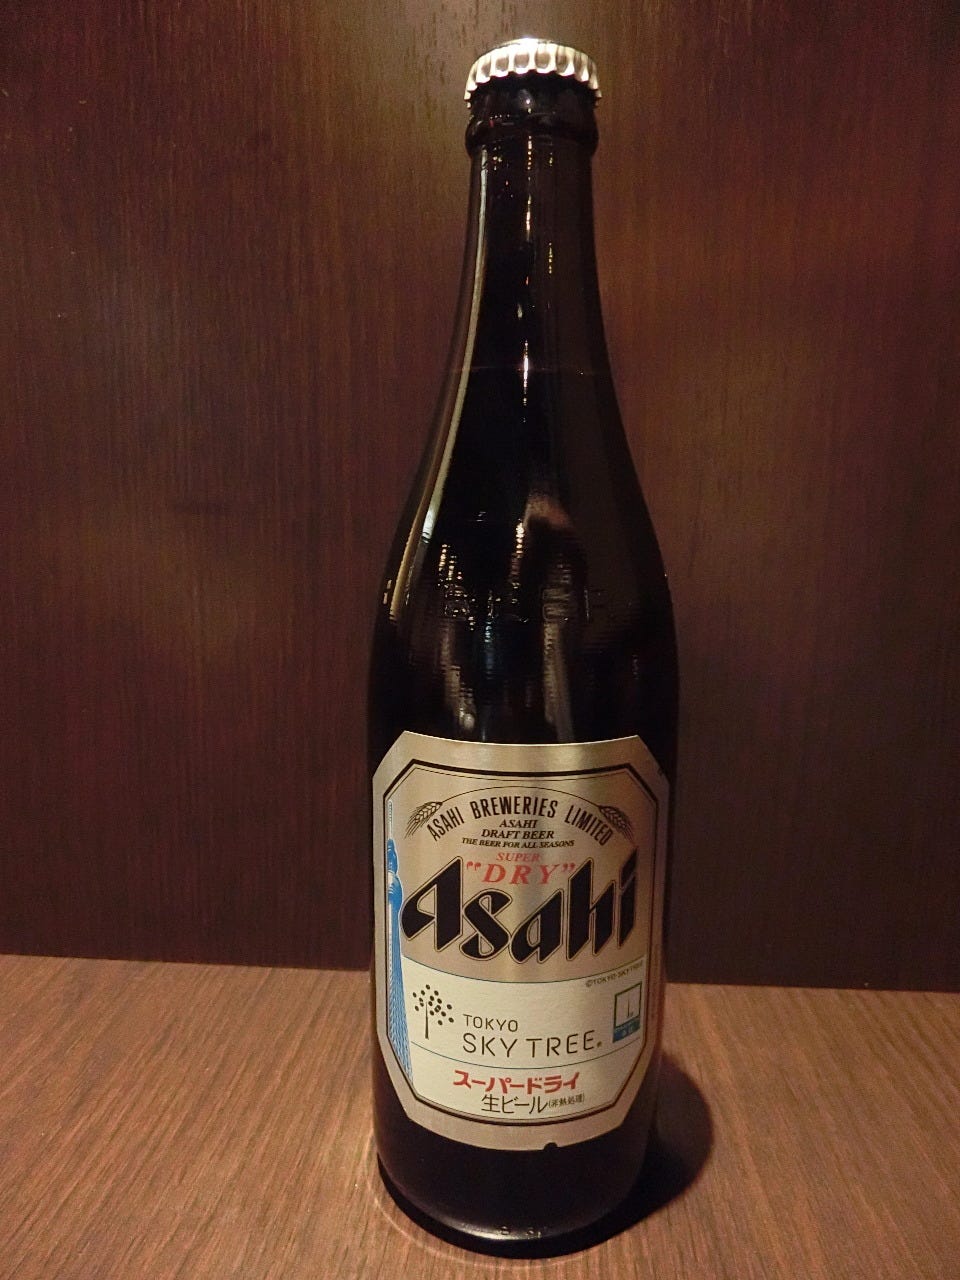 ASAHI BREWERIES LIMITED
ASAHI
DRAFT BEER
THE BEER FOR ALL SEASONS
SUPER
"DRY"
Asahi
©TOKYO-SKYTREE
TOKYO
SKY TREE®
スーパードライ
生ビール(非熱処理)